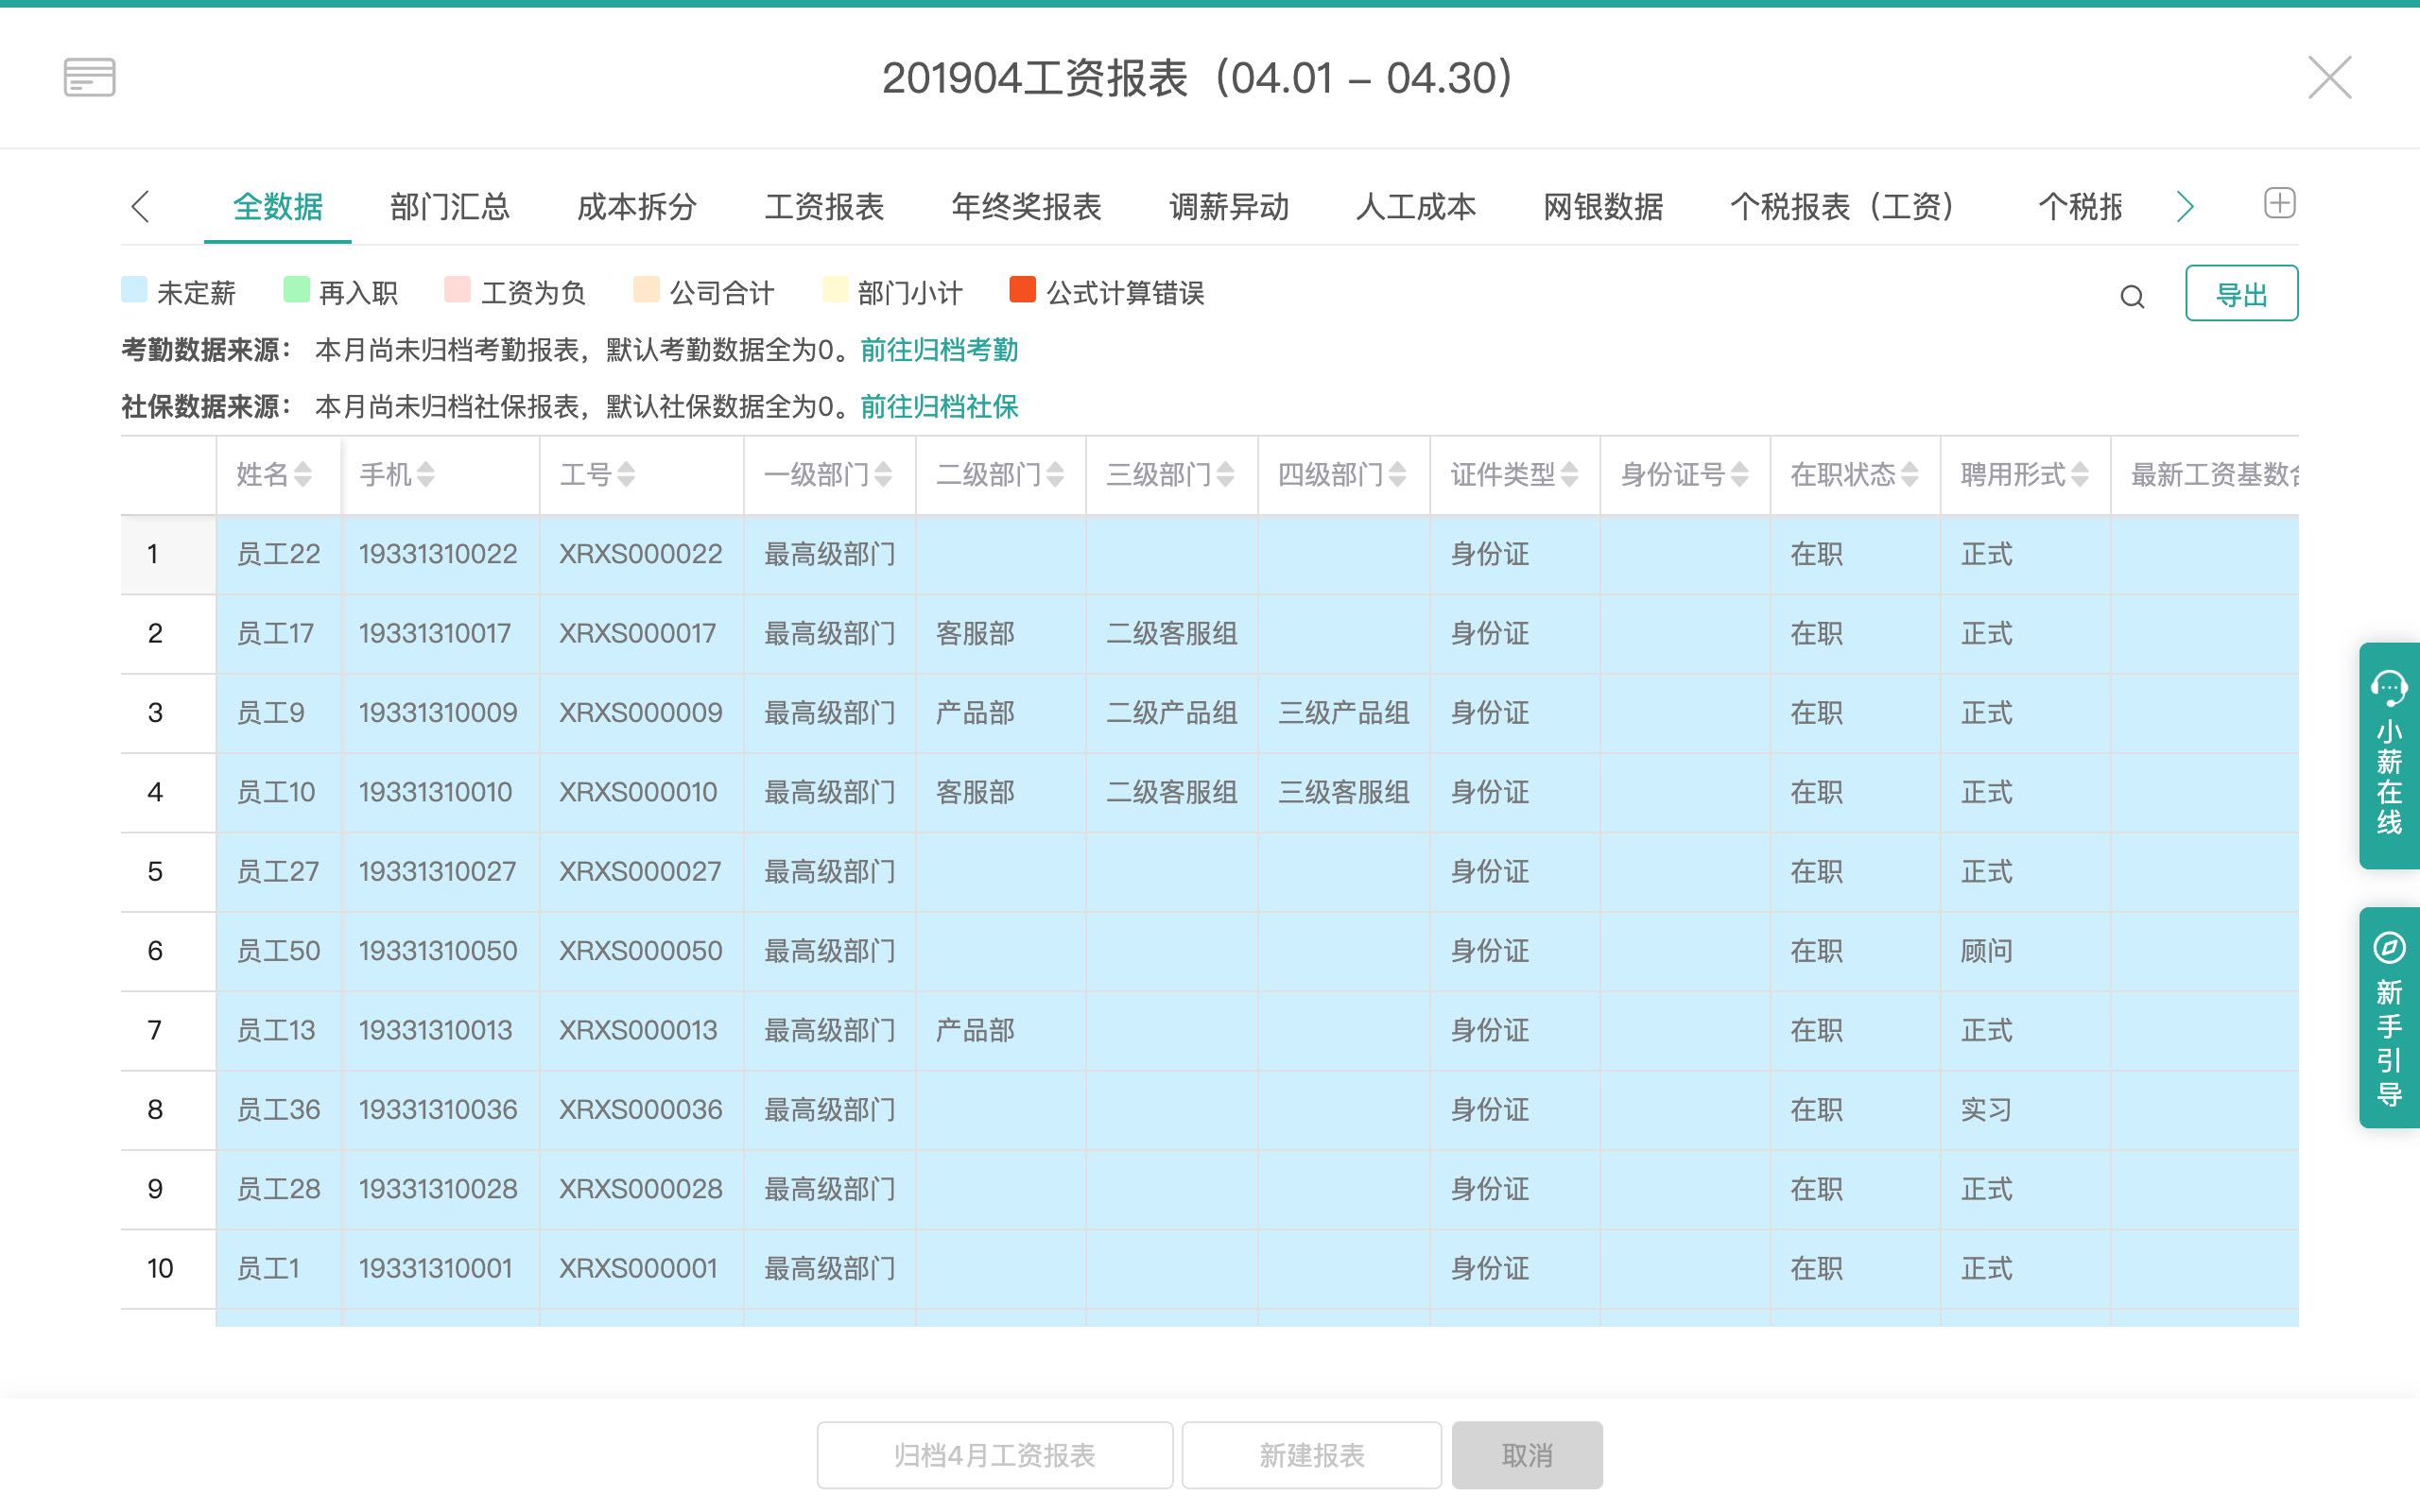 201904工资报表（04.01 – 04.30）
全数据 部门汇总 成本拆分 工资报表 年终奖报表 调薪异动 人工成本 网银数据 个税报表（工资） 个税报
未定薪 再入职 工资为负 公司合计 部门小计 公式计算错误 导出
考勤数据来源： 本月尚未归档考勤报表，默认考勤数据全为0。前往归档考勤
社保数据来源： 本月尚未归档社保报表，默认社保数据全为0。前往归档社保
姓名 手机 工号 一级部门 二级部门 三级部门 四级部门 证件类型 身份证号 在职状态 聘用形式 最新工资基数
1 员工22 19331310022 XRXS000022 最高级部门 身份证 在职 正式
2 员工17 19331310017 XRXS000017 最高级部门 客服部 二级客服组 身份证 在职 正式
3 员工9 19331310009 XRXS000009 最高级部门 产品部 二级产品组 三级产品组 身份证 在职 正式
4 员工10 19331310010 XRXS000010 最高级部门 客服部 二级客服组 三级客服组 身份证 在职 正式
5 员工27 19331310027 XRXS000027 最高级部门 身份证 在职 正式
6 员工50 19331310050 XRXS000050 最高级部门 身份证 在职 顾问
7 员工13 19331310013 XRXS000013 最高级部门 产品部 身份证 在职 正式
8 员工36 19331310036 XRXS000036 最高级部门 身份证 在职 实习
9 员工28 19331310028 XRXS000028 最高级部门 身份证 在职 正式
10 员工1 19331310001 XRXS000001 最高级部门 身份证 在职 正式
小薪在线
新手引导
归档4月工资报表 新建报表 取消